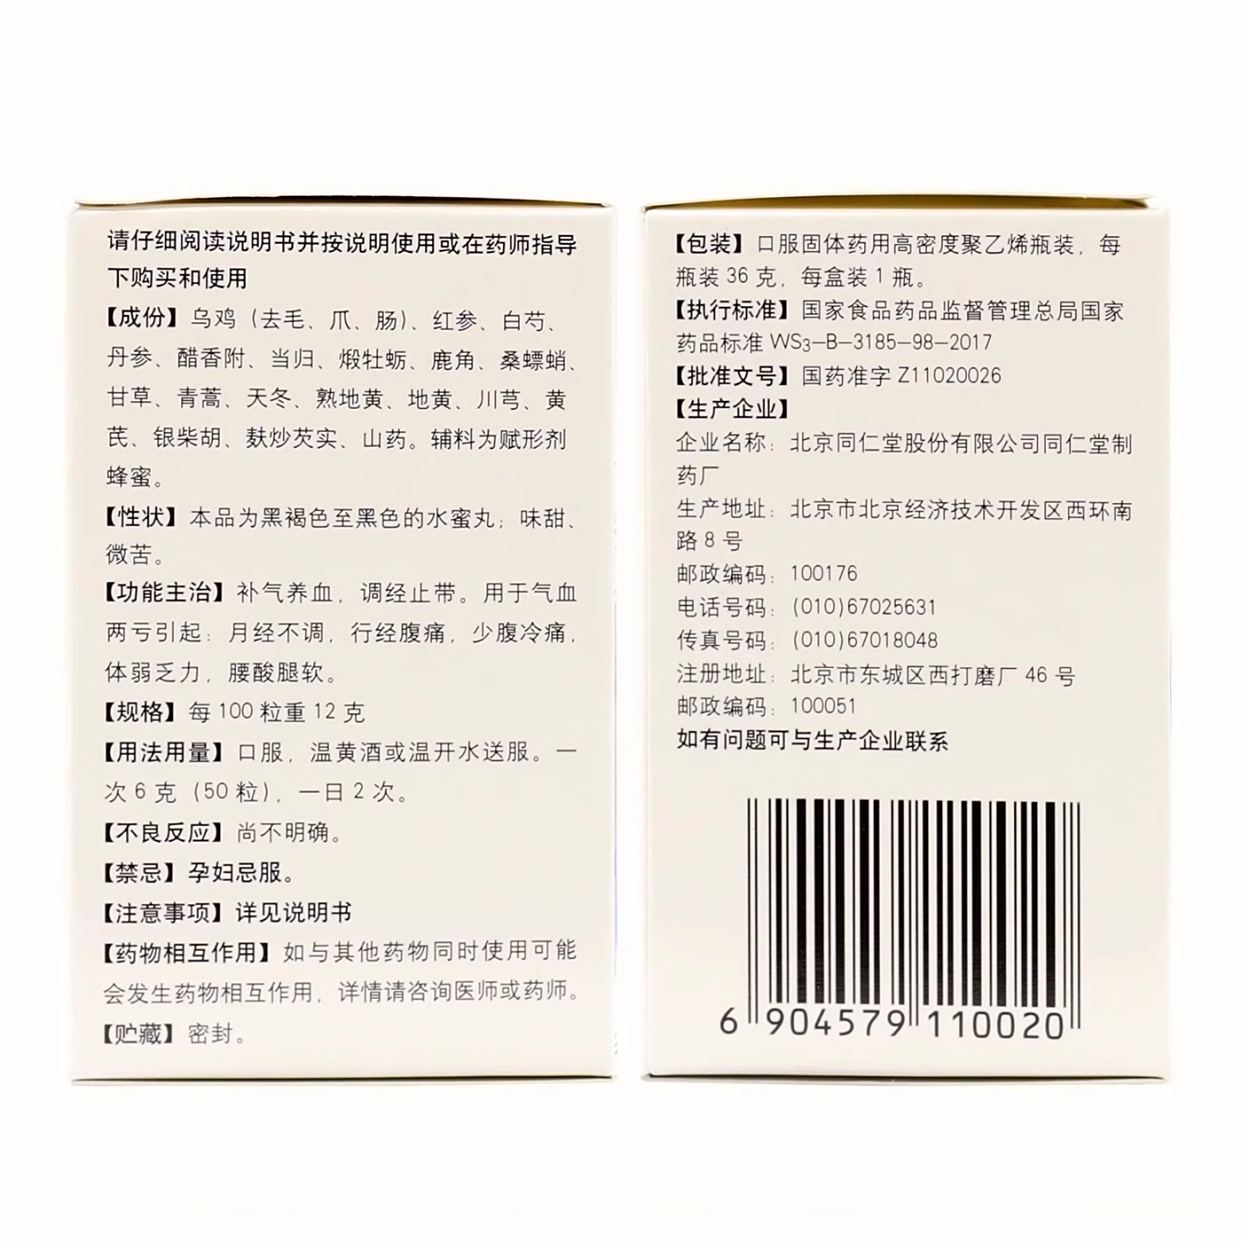 请仔细阅读说明书并按说明使用或在药师指导
下购买和使用
【成份】乌鸡（去毛、爪、肠）、红参、白芍、
丹参、醋香附、当归、煅牡蛎、鹿角、桑螵蛸、
甘草、青蒿、天冬、熟地黄、地黄、川芎、黄
芪、银柴胡、麸炒芡实、山药。辅料为赋形剂
蜂蜜。
【性状】本品为黑褐色至黑色的水蜜丸；味甜、
微苦。
【功能主治】补气养血，调经止带。用于气血
两亏引起：月经不调，行经腹痛，少腹冷痛，
体弱乏力，腰酸腿软。
【规格】每100粒重12克
【用法用量】口服，温黄酒或温开水送服。一
次6克（50粒），一日2次。
【不良反应】尚不明确。
【禁忌】孕妇忌服。
【注意事项】详见说明书
【药物相互作用】如与其他药物同时使用可能
会发生药物相互作用，详情请咨询医师或药师。
【贮藏】密封。
【包装】口服固体药用高密度聚乙烯瓶装，每
瓶装36克，每盒装1瓶。
【执行标准】国家食品药品监督管理总局国家
药品标准WS3-B-3185-98-2017
【批准文号】国药准字Z11020026
【生产企业】
企业名称：北京同仁堂股份有限公司同仁堂制
药厂
生产地址：北京市北京经济技术开发区西环南
路8号
邮政编码：100176
电话号码：(010)67025631
传真号码：(010)67018048
注册地址：北京市东城区西打磨厂46号
邮政编码：100051
如有问题可与生产企业联系
6 904579 110020